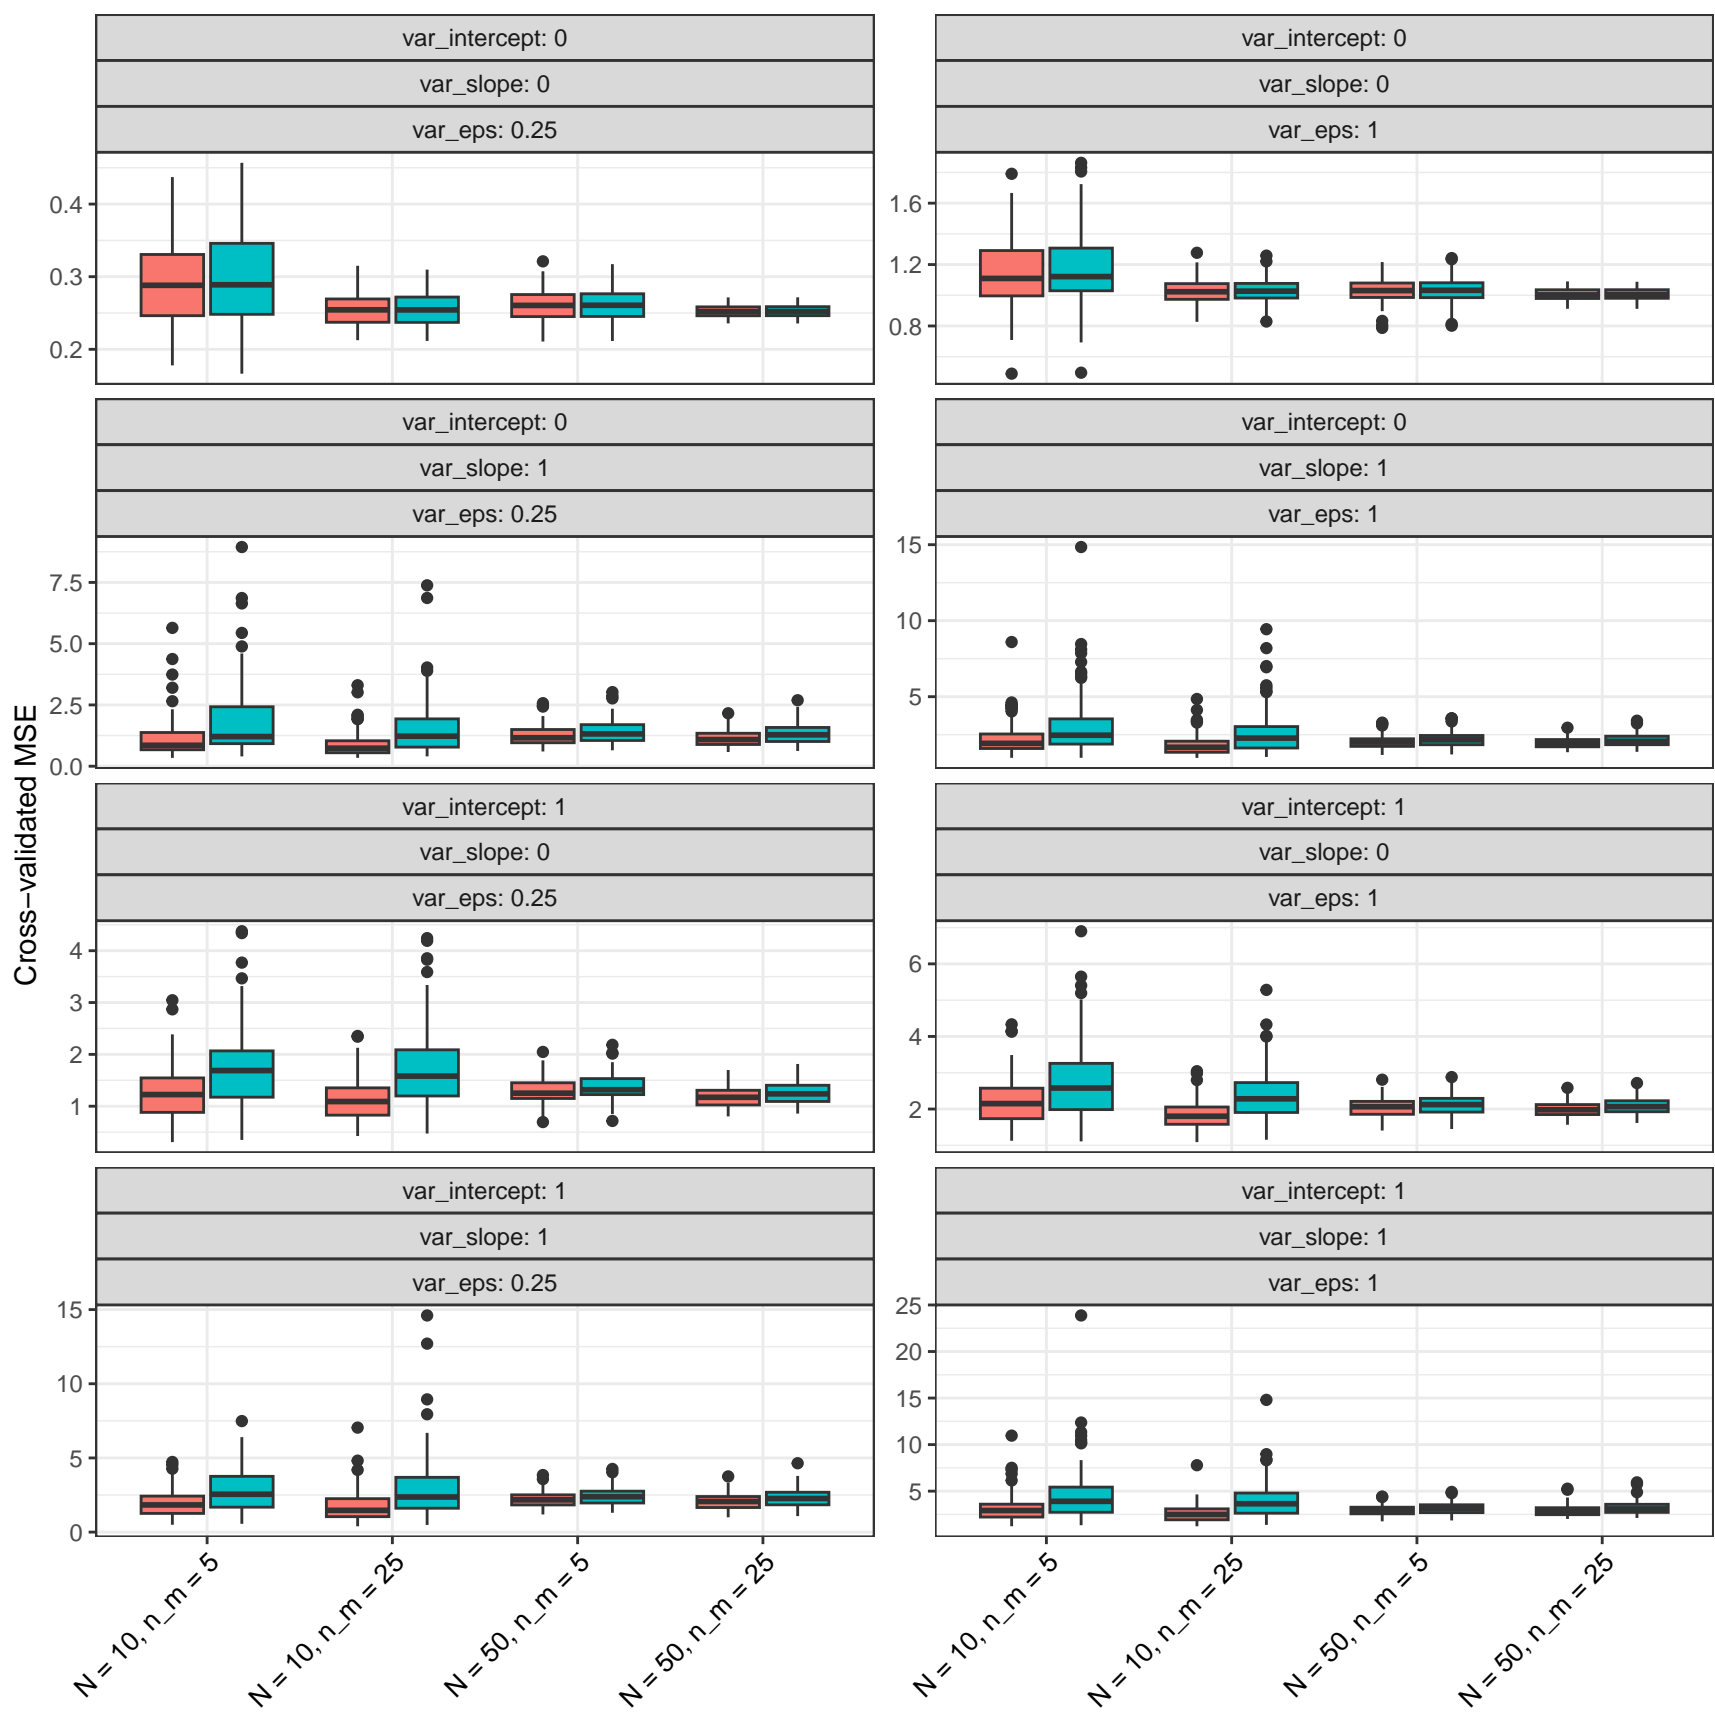 var_intercept: 0
var_slope: 0
var_eps: 0.25
0.4
0.3
0.2
var_intercept: 0
var_slope: 0
var_eps: 1
1.6
1.2
0.8
var_intercept: 0
var_slope: 1
var_eps: 0.25
7.5
5.0
2.5
0.0
var_intercept: 0
var_slope: 1
var_eps: 1
15
10
5
Cross−validated MSE
var_intercept: 1
var_slope: 0
var_eps: 0.25
4
3
2
1
var_intercept: 1
var_slope: 0
var_eps: 1
6
4
2
var_intercept: 1
var_slope: 1
var_eps: 0.25
15
10
5
0
var_intercept: 1
var_slope: 1
var_eps: 1
25
20
15
10
5
N = 10, n_m = 5
N = 10, n_m = 25
N = 50, n_m = 5
N = 50, n_m = 25
N = 10, n_m = 5
N = 10, n_m = 25
N = 50, n_m = 5
N = 50, n_m = 25